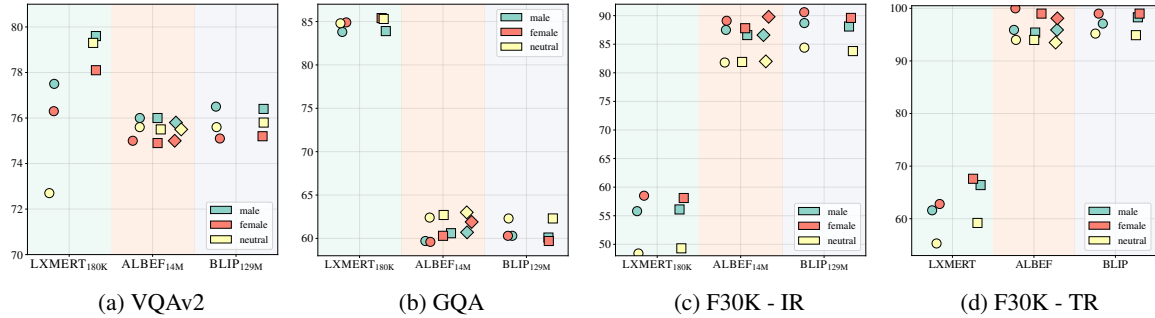 80
78
76
74
72
70
male
female
neutral
LXMERT180K
ALBEF14M
BLIP129M
(a) VQAv2
85
80
75
70
65
60
male
female
neutral
LXMERT180K
ALBEF14M
BLIP129M
(b) GQA
90
85
80
75
70
65
60
55
50
male
female
neutral
LXMERT180K
ALBEF14M
BLIP129M
(c) F30K - IR
100
90
80
70
60
male
female
neutral
LXMERT
ALBEF
BLIP
(d) F30K - TR